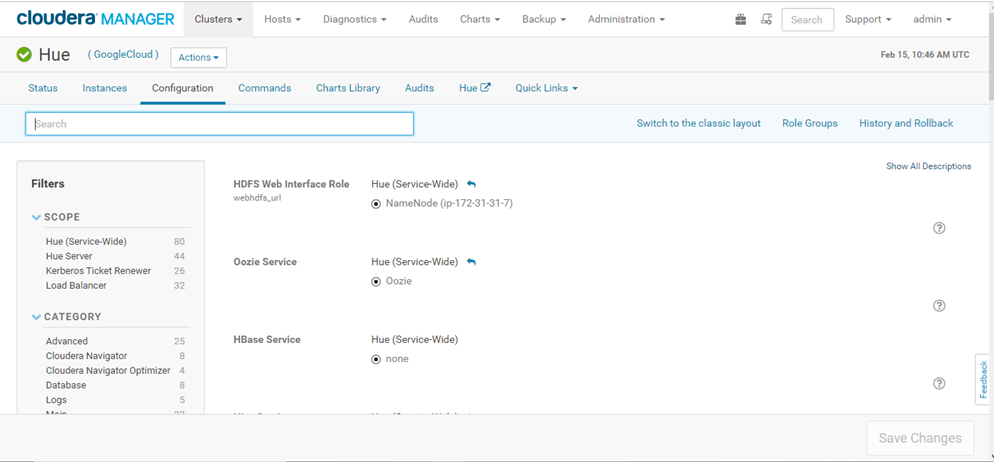 cloudera MANAGER Clusters Hosts Diagnostics Audits Charts Backup Administration Search Support admin
Hue ( GoogleCloud ) Actions Feb 15, 10:46 AM UTC
Status Instances Configuration Commands Charts Library Audits Hue Quick Links
Search Switch to the classic layout Role Groups History and Rollback
Show All Descriptions
Filters
SCOPE
Hue (Service-Wide) 80
Hue Server 44
Kerberos Ticket Renewer 26
Load Balancer 32
CATEGORY
Advanced 25
Cloudera Navigator 8
Cloudera Navigator Optimizer 4
Database 8
Logs 5
Main
HDFS Web Interface Role Hue (Service-Wide)
webhdfs_url NameNode (ip-172-31-31-7)
?
Oozie Service Hue (Service-Wide)
Oozie
?
HBase Service Hue (Service-Wide)
none
?
Feedback
Save Changes